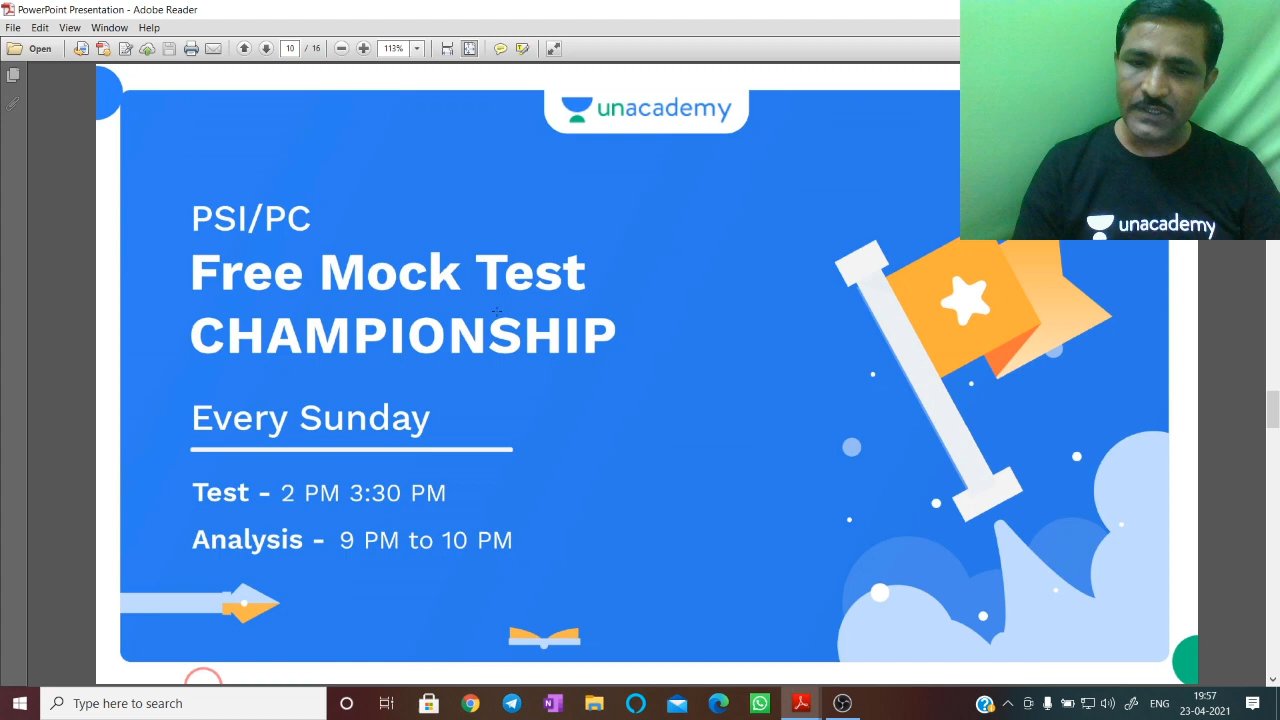 PowerPoint Presentation - Adobe Reader
File Edit View Window Help
Open 10 / 16 113%
unacademy
unacademy
PSI/PC
Free Mock Test
CHAMPIONSHIP
Every Sunday
Test - 2 PM 3:30 PM
Analysis - 9 PM to 10 PM
Type here to search
ENG
19:57
23-04-2021